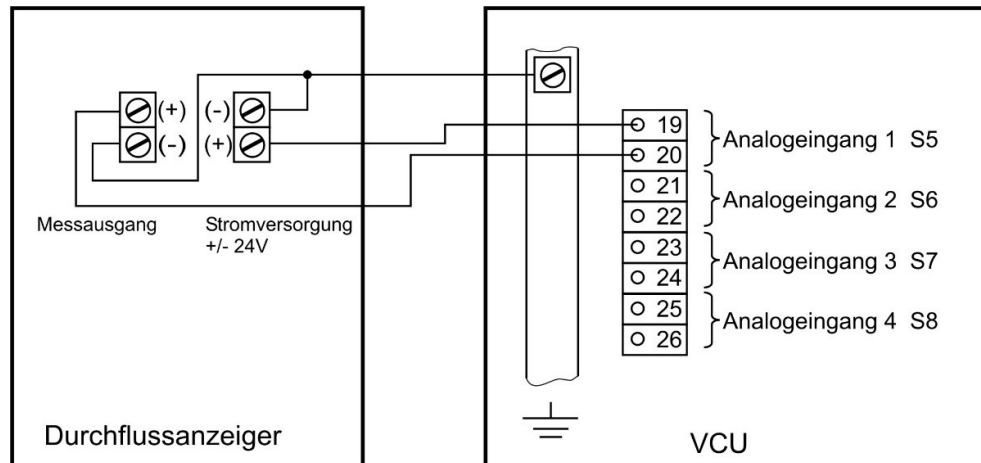 (+) (-)
(-) (+)
Messausgang
Stromversorgung
+/- 24V
Durchflussanzeiger
19
20
Analogeingang 1 S5
21
22
Analogeingang 2 S6
23
24
Analogeingang 3 S7
25
26
Analogeingang 4 S8
VCU